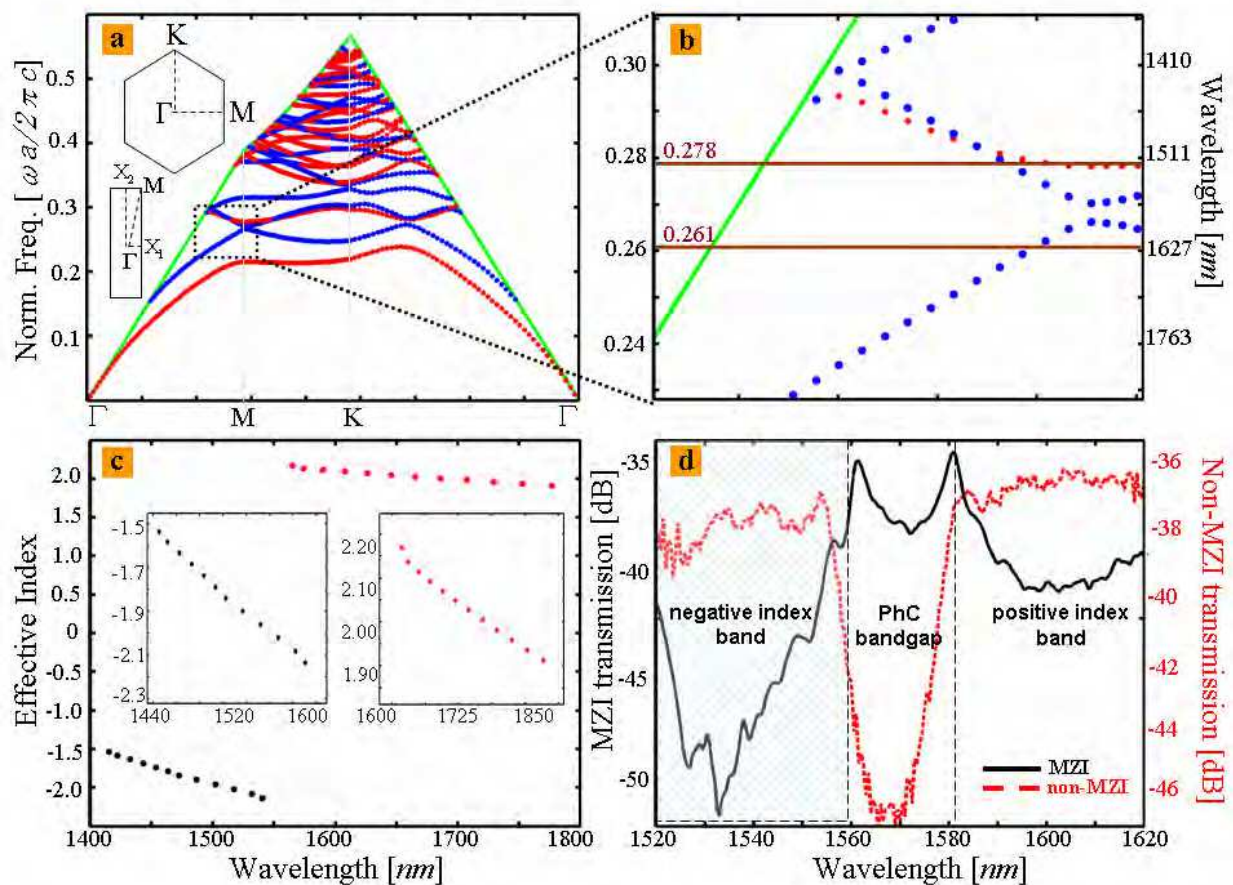 a
K
Γ
M
X2
M
X1
Γ
Norm. Freq. [ ωa/2πc ]
0.5
0.4
0.3
0.2
0.1
Γ
M
K
Γ
b
0.30
0.28
0.26
0.24
0.278
0.261
1410
1511
1627
1763
Wavelength [nm]
c
Effective Index
2.0
1.5
1.0
0.5
0
-0.5
-1.0
-1.5
-2.0
-1.5
-1.7
-1.9
-2.1
-2.3
1440
1520
1600
2.20
2.10
2.00
1.90
1600
1725
1850
1400
1500
1600
1700
1800
Wavelength [nm]
d
MZI transmission [dB]
-35
-40
-45
-50
negative index
band
PhC
bandgap
positive index
band
MZI
non-MZI
-36
-38
-40
-42
-44
-46
Non-MZI transmission [dB]
1520
1540
1560
1580
1600
1620
Wavelength [nm]